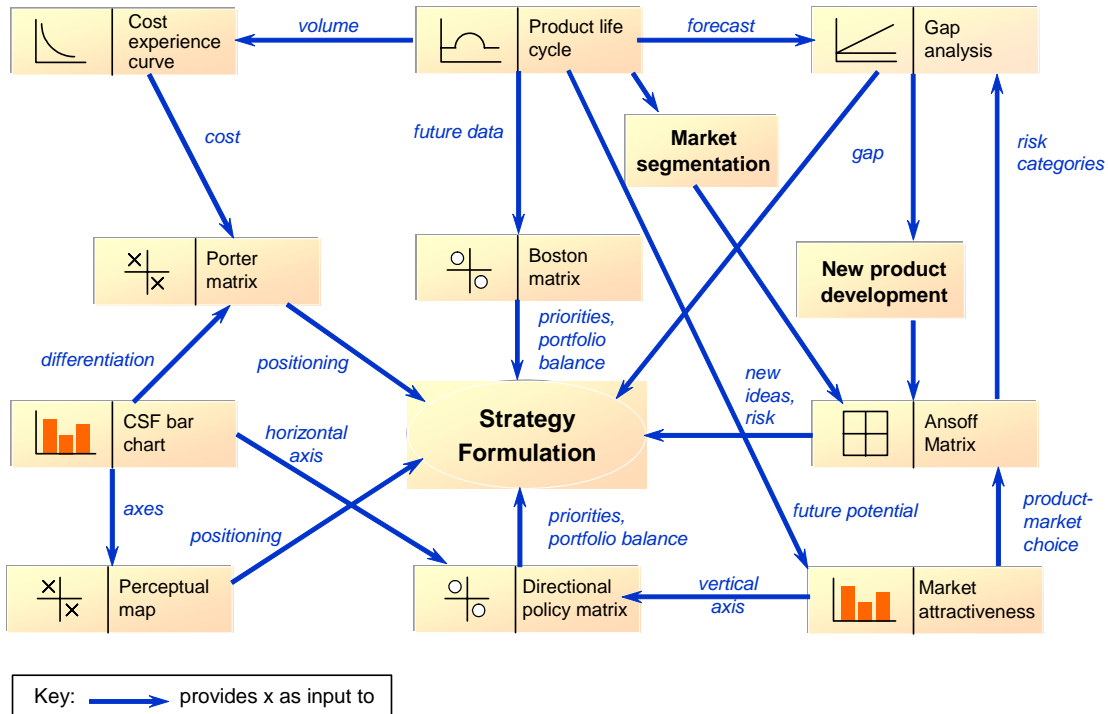 Cost
experience
curve
volume
Product life
cycle
forecast
Gap
analysis
cost
future data
Market
segmentation
gap
risk
categories
Porter
matrix
Boston
matrix
New product
development
differentiation
positioning
priorities,
portfolio
balance
new
ideas,
risk
CSF bar
chart
horizontal
axis
Strategy
Formulation
Ansoff
Matrix
axes
positioning
priorities,
portfolio balance
future potential
product-
market
choice
Perceptual
map
Directional
policy matrix
vertical
axis
Market
attractiveness
Key: provides x as input to